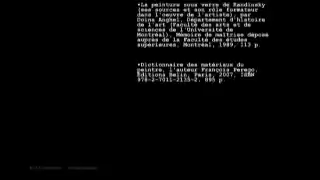 •La peinture sous verre de Kandinsky
(ses sources et son rôle formateur
dans l'oeuvre de l'artiste), par
Coina Anghel, Département d'histoire
de l'art (Faculté des arts et de
sciences de l'Université de
Montréal), Mémoire de maîtrise déposé
auprès de la Faculté des études
supérieures, Montréal, 1989, 113 p.
•Dictionnaire des matériaux du
peintre, l'auteur François Perego,
Éditions Belin, Paris, 2007, ISBN
978-2-7011-2135-2, 895 p.